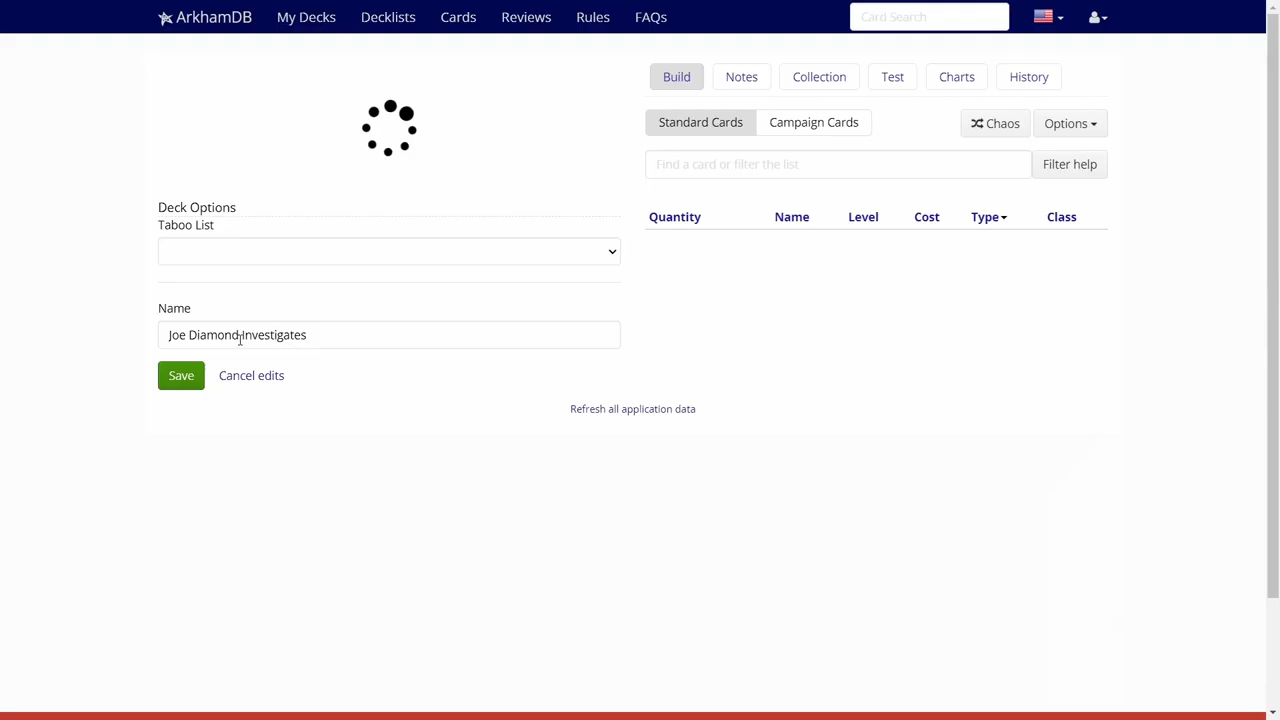 ArkhamDB My Decks Decklists Cards Reviews Rules FAQs Card Search
Build Notes Collection Test Charts History
Standard Cards Campaign Cards Chaos Options
Find a card or filter the list Filter help
Quantity Name Level Cost Type Class
Deck Options
Taboo List
Name
Joe Diamond Investigates
Save Cancel edits
Refresh all application data